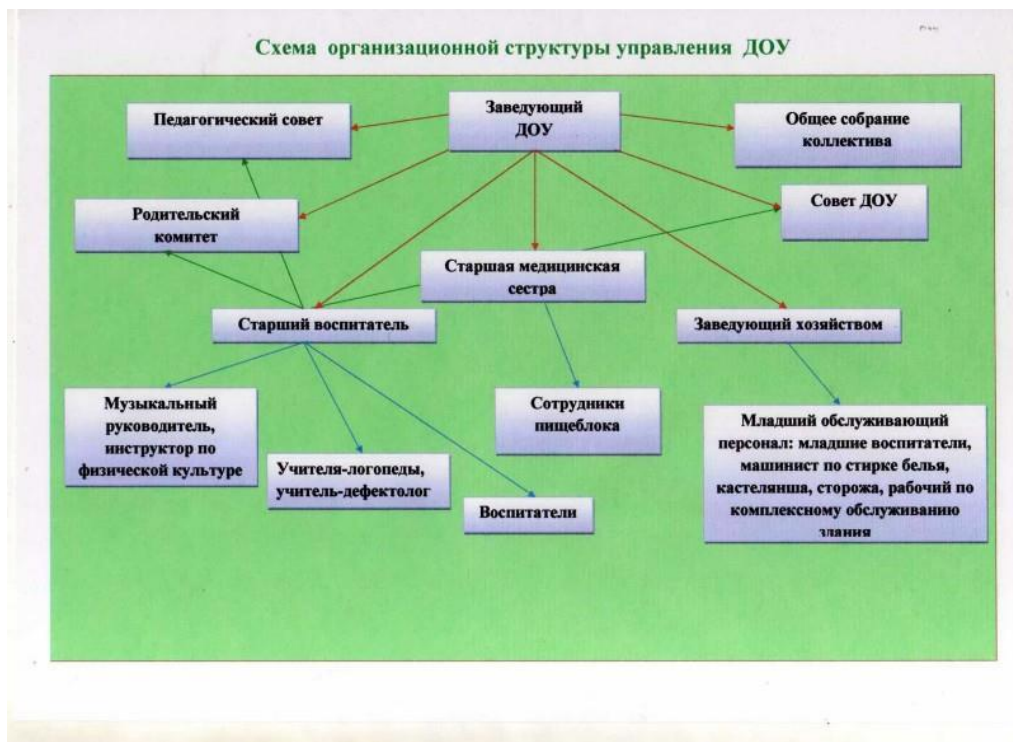 Схема организационной структуры управления ДОУ
Педагогический совет
Заведующий
ДОУ
Общее собрание
коллектива
Родительский
комитет
Совет ДОУ
Старшая медицинская
сестра
Старший воспитатель
Заведующий хозяйством
Музыкальный
руководитель,
инструктор по
физической культуре
Учителя-логопеды,
учитель-дефектолог
Воспитатели
Сотрудники
пищеблока
Младший обслуживающий
персонал: младшие воспитатели,
машинист по стирке белья,
кастелянша, сторожа, рабочий по
комплексному обслуживанию
здания